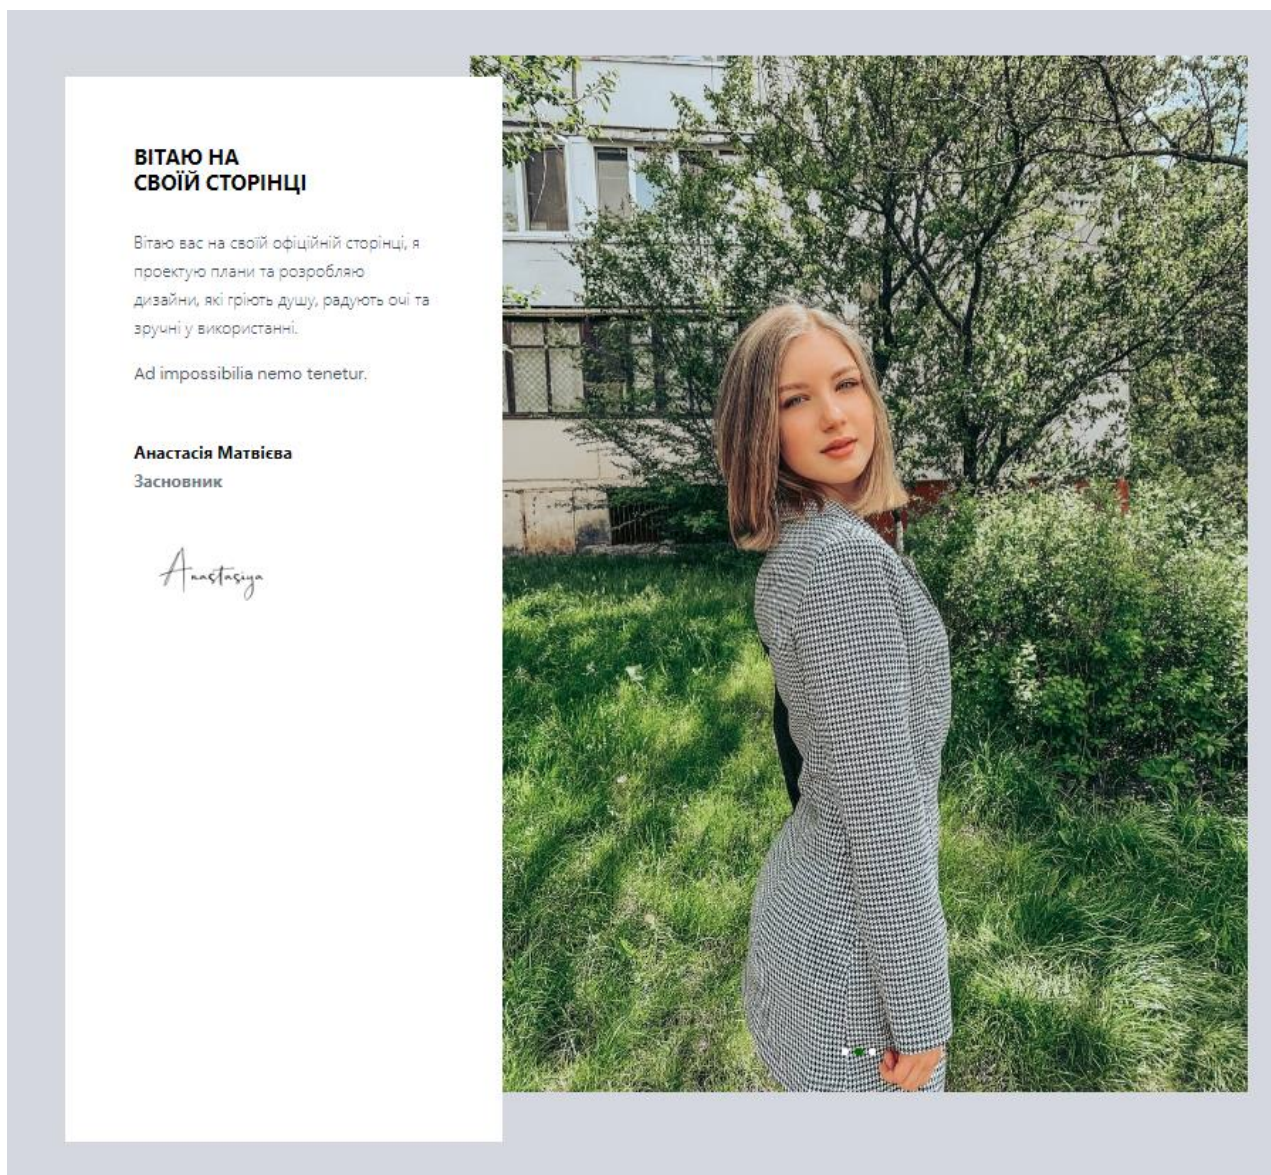 ВІТАЮ НА
СВОЇЙ СТОРІНЦІ
Вітаю вас на своїй офіційній сторінці, я
проектую плани та розробляю
дизайни, які гріють душу, радують очі та
зручні у використанні.
Ad impossibilia nemo tenetur.
Анастасія Матвієва
Засновник
Anastasiya